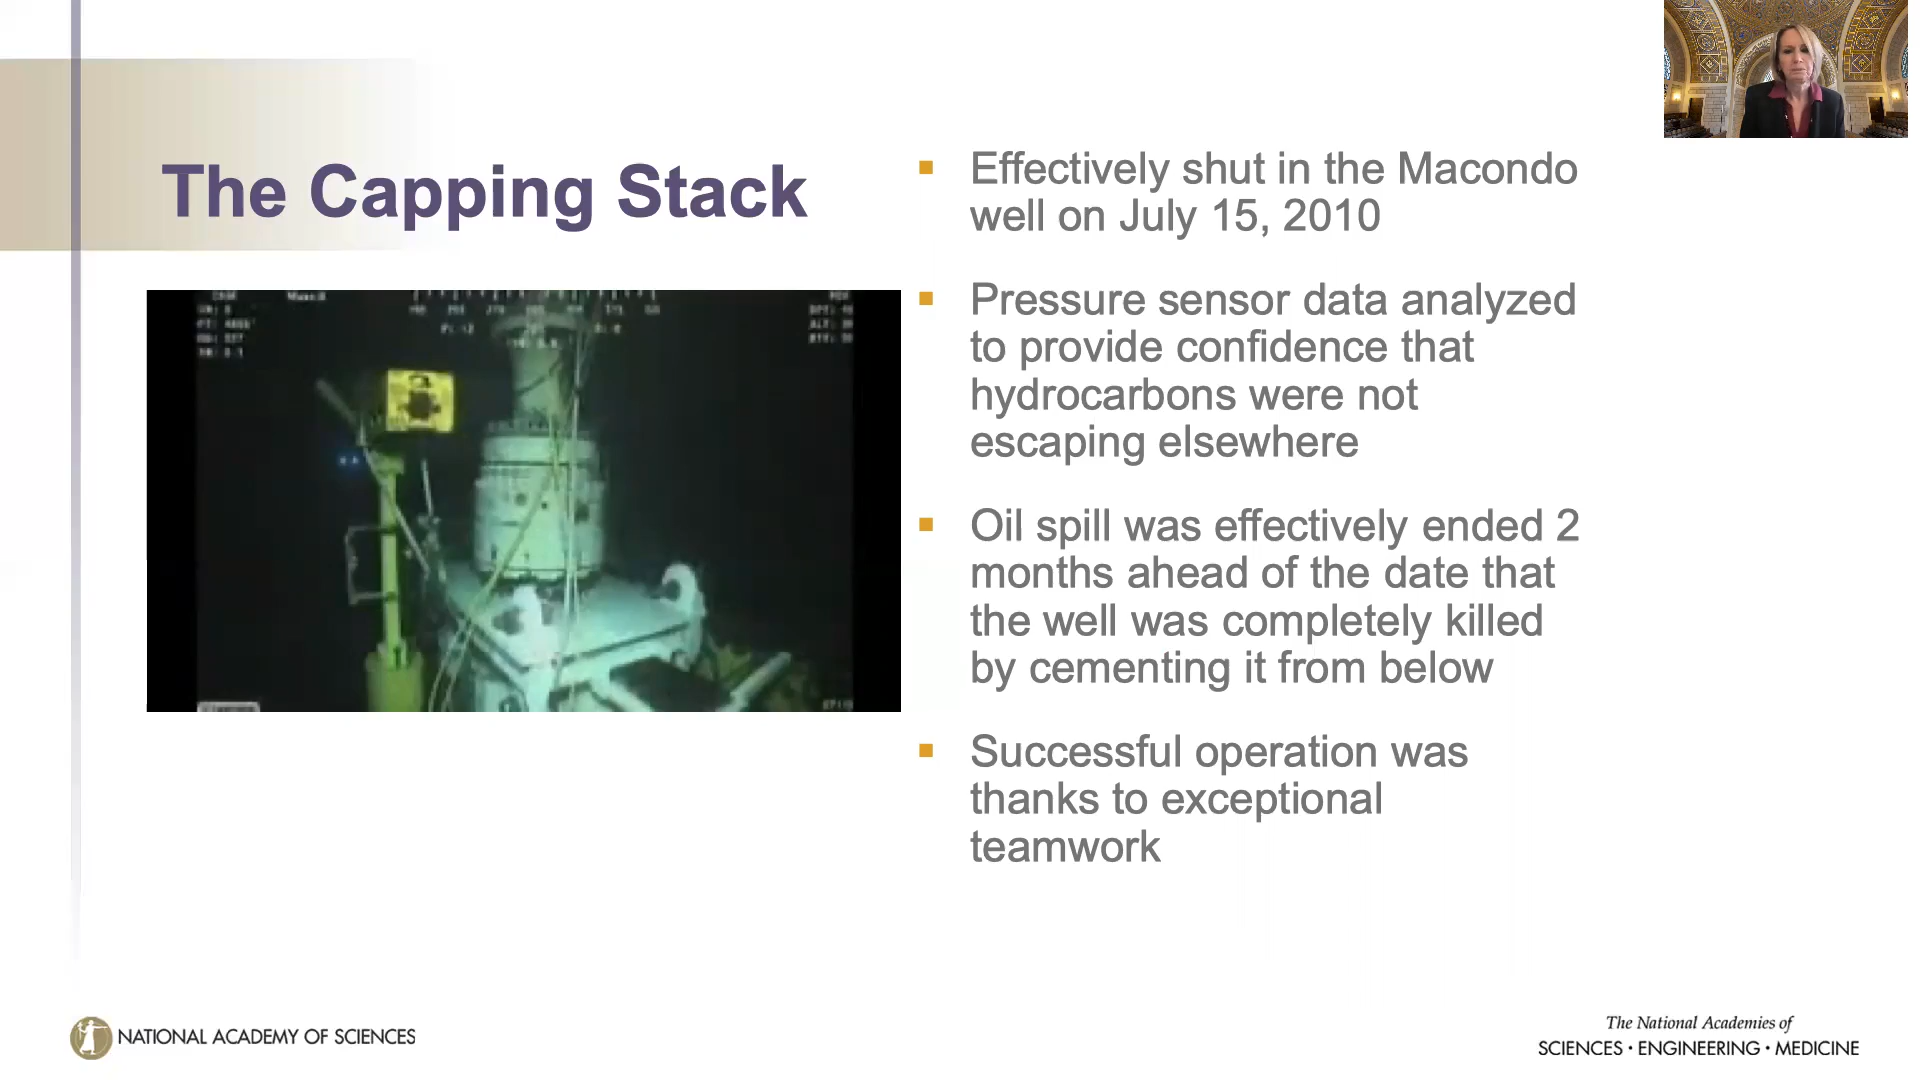 The Capping Stack
Effectively shut in the Macondo
well on July 15, 2010
Pressure sensor data analyzed
to provide confidence that
hydrocarbons were not
escaping elsewhere
Oil spill was effectively ended 2
months ahead of the date that
the well was completely killed
by cementing it from below
Successful operation was
thanks to exceptional
teamwork
NATIONAL ACADEMY OF SCIENCES
The National Academies of
SCIENCES · ENGINEERING · MEDICINE